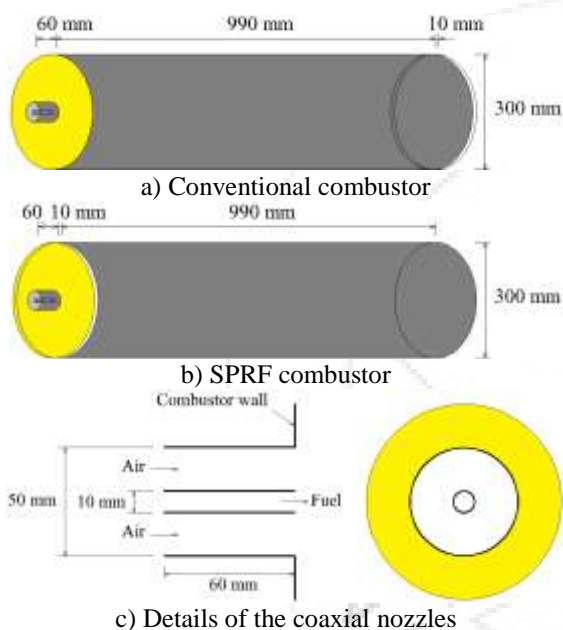 60 mm 990 mm 10 mm
300 mm
a) Conventional combustor
60 10 mm 990 mm
300 mm
b) SPRF combustor
Combustor wall
Air
50 mm 10 mm Fuel
Air
60 mm
c) Details of the coaxial nozzles